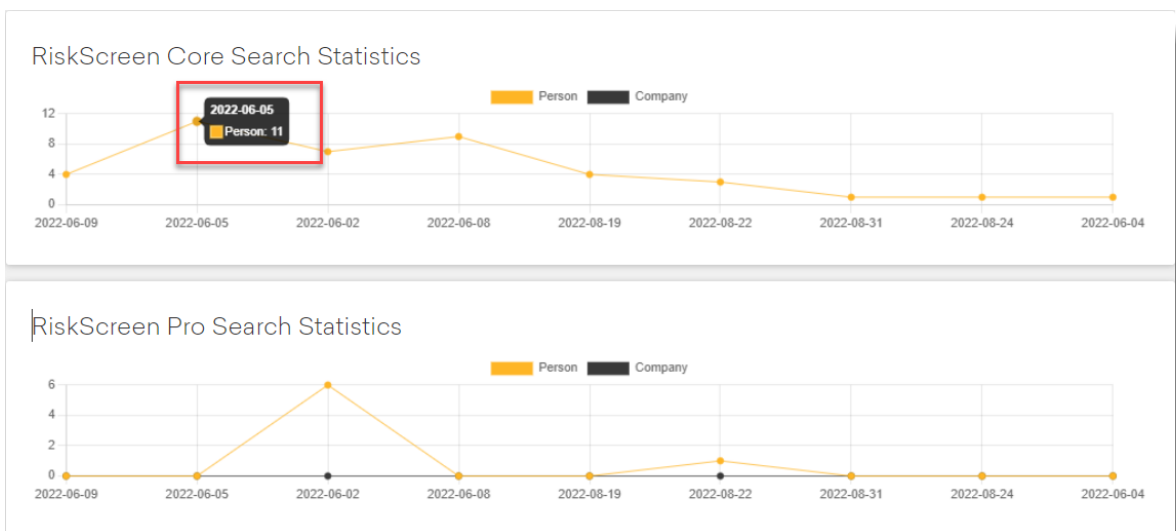 RiskScreen Core Search Statistics
Person Company
12
8
4
0
2022-06-05
Person: 11
2022-06-09 2022-06-05 2022-06-02 2022-06-08 2022-08-19 2022-08-22 2022-08-31 2022-08-24 2022-06-04
RiskScreen Pro Search Statistics
Person Company
6
4
2
0
2022-06-09 2022-06-05 2022-06-02 2022-06-08 2022-08-19 2022-08-22 2022-08-31 2022-08-24 2022-06-04